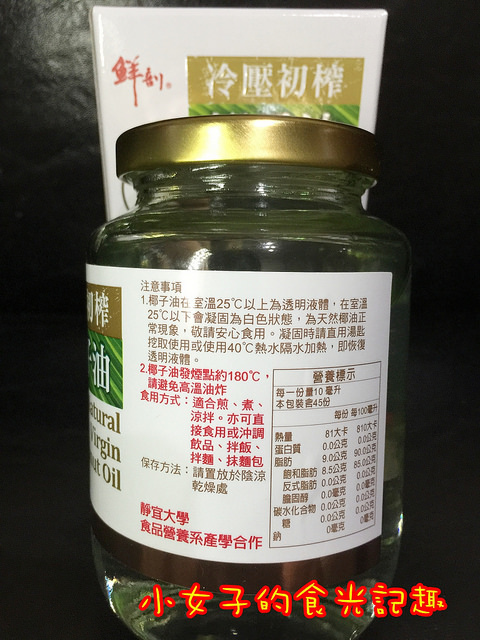 鮮剖®
冷壓初榨
初榨
油
atural
irgin
ut Oil
注意事項
1.椰子油在室溫25℃以上為透明液體，在室溫
25℃以下會凝固為白色狀態，為天然椰油正
常現象，敬請安心食用。凝固時請直用湯匙
挖取使用或使用40℃熱水隔水加熱，即恢復
透明液體。
2.椰子油發煙點約180℃，
請避免高溫油炸
食用方式：適合煎、煮、
涼拌。亦可直
接食用或沖調
飲品、拌飯、
拌麵、抹麵包
保存方法：請置放於陰涼
乾燥處
靜宜大學
食品營養系產學合作
營養標示
每一份量10 毫升
本包裝含45份
每份 每100毫升
熱量 81大卡 810大卡
蛋白質 0.0公克 0.0公克
脂肪 9.0公克 90.0公克
飽和脂肪 8.5公克 85.0公克
反式脂肪 0.0公克 0.0公克
膽固醇 0.0毫克 0.0毫克
碳水化合物 0.0公克 0.0公克
糖 0.0公克 0.0公克
鈉 0毫克 0毫克
小女子的食光記趣